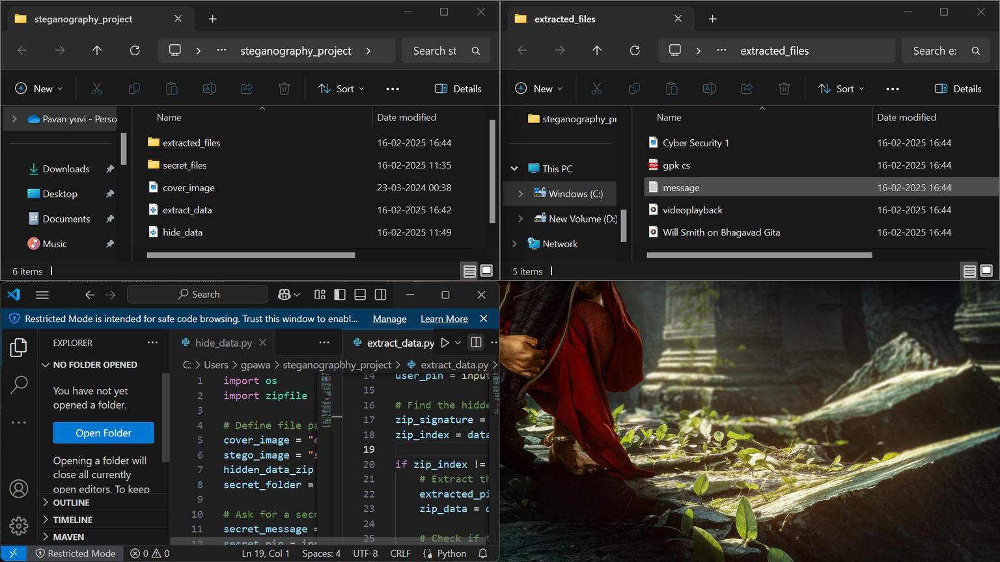 steganography_project
steganography_project
Search st
New
Sort
Details
Pavan yuvi - Perso
Downloads
Desktop
Documents
Music
Name
Date modified
extracted_files
16-02-2025 16:44
secret_files
16-02-2025 11:35
cover_image
23-03-2024 00:38
extract_data
16-02-2025 16:42
hide_data
16-02-2025 11:49
6 items
extracted_files
extracted_files
Search e:
New
Sort
Details
steganography_pr
This PC
Windows (C:)
New Volume (D:)
Network
Name
Date modified
Cyber Security 1
16-02-2025 16:44
gpk cs
16-02-2025 16:44
PDF
message
16-02-2025 16:44
videoplayback
16-02-2025 16:44
Will Smith on Bhagavad Gita
16-02-2025 16:44
5 items
Search
Restricted Mode is intended for safe code browsing. Trust this window to enabl...
Manage
Learn More
EXPLORER
NO FOLDER OPENED
You have not yet
opened a folder.
Open Folder
Opening a folder will
close all currently
open editors. To keep
OUTLINE
TIMELINE
MAVEN
hide_data.py
C: > Users > gpawa > steganography_project >
1 import os
2 import zipfile
3
4 # Define file pa
5 cover_image = "c
6 stego_image = "s
7 hidden_data_zip
8 secret_folder =
9
10 # Ask for a secr
11 secret_message =
12 secret_pin = inp
extract_data.py
extract_data.py >
14 user_pin = input
15
16 # Find the hidde
17 zip_signature =
18 zip_index = data
19
20 if zip_index !=
21 # Extract th
22 extracted_pi
23 zip_data = d
24
25 # Check if t
Restricted Mode
0
0
Ln 19, Col 1
Spaces: 4
UTF-8
CRLF
{} Python